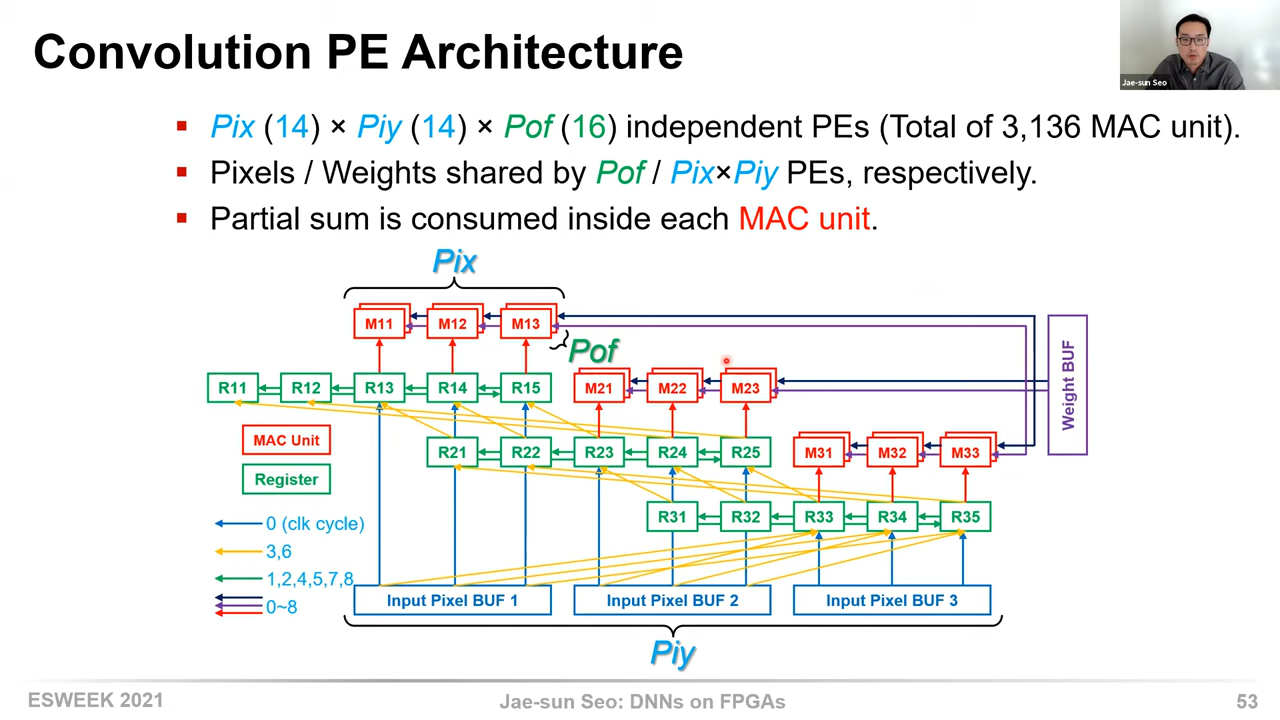 Convolution PE Architecture
Jae-sun Seo
▪ Pix (14) × Piy (14) × Pof (16) independent PEs (Total of 3,136 MAC unit).
▪ Pixels / Weights shared by Pof / Pix×Piy PEs, respectively.
▪ Partial sum is consumed inside each MAC unit.
Pix
M11 M12 M13
Pof
R11 R12 R13 R14 R15
M21 M22 M23
Weight BUF
MAC Unit
R21 R22 R23 R24 R25
M31 M32 M33
Register
R31 R32 R33 R34 R35
0 (clk cycle)
3,6
1,2,4,5,7,8
0~8
Input Pixel BUF 1
Input Pixel BUF 2
Input Pixel BUF 3
Piy
ESWEEK 2021
Jae-sun Seo: DNNs on FPGAs
53